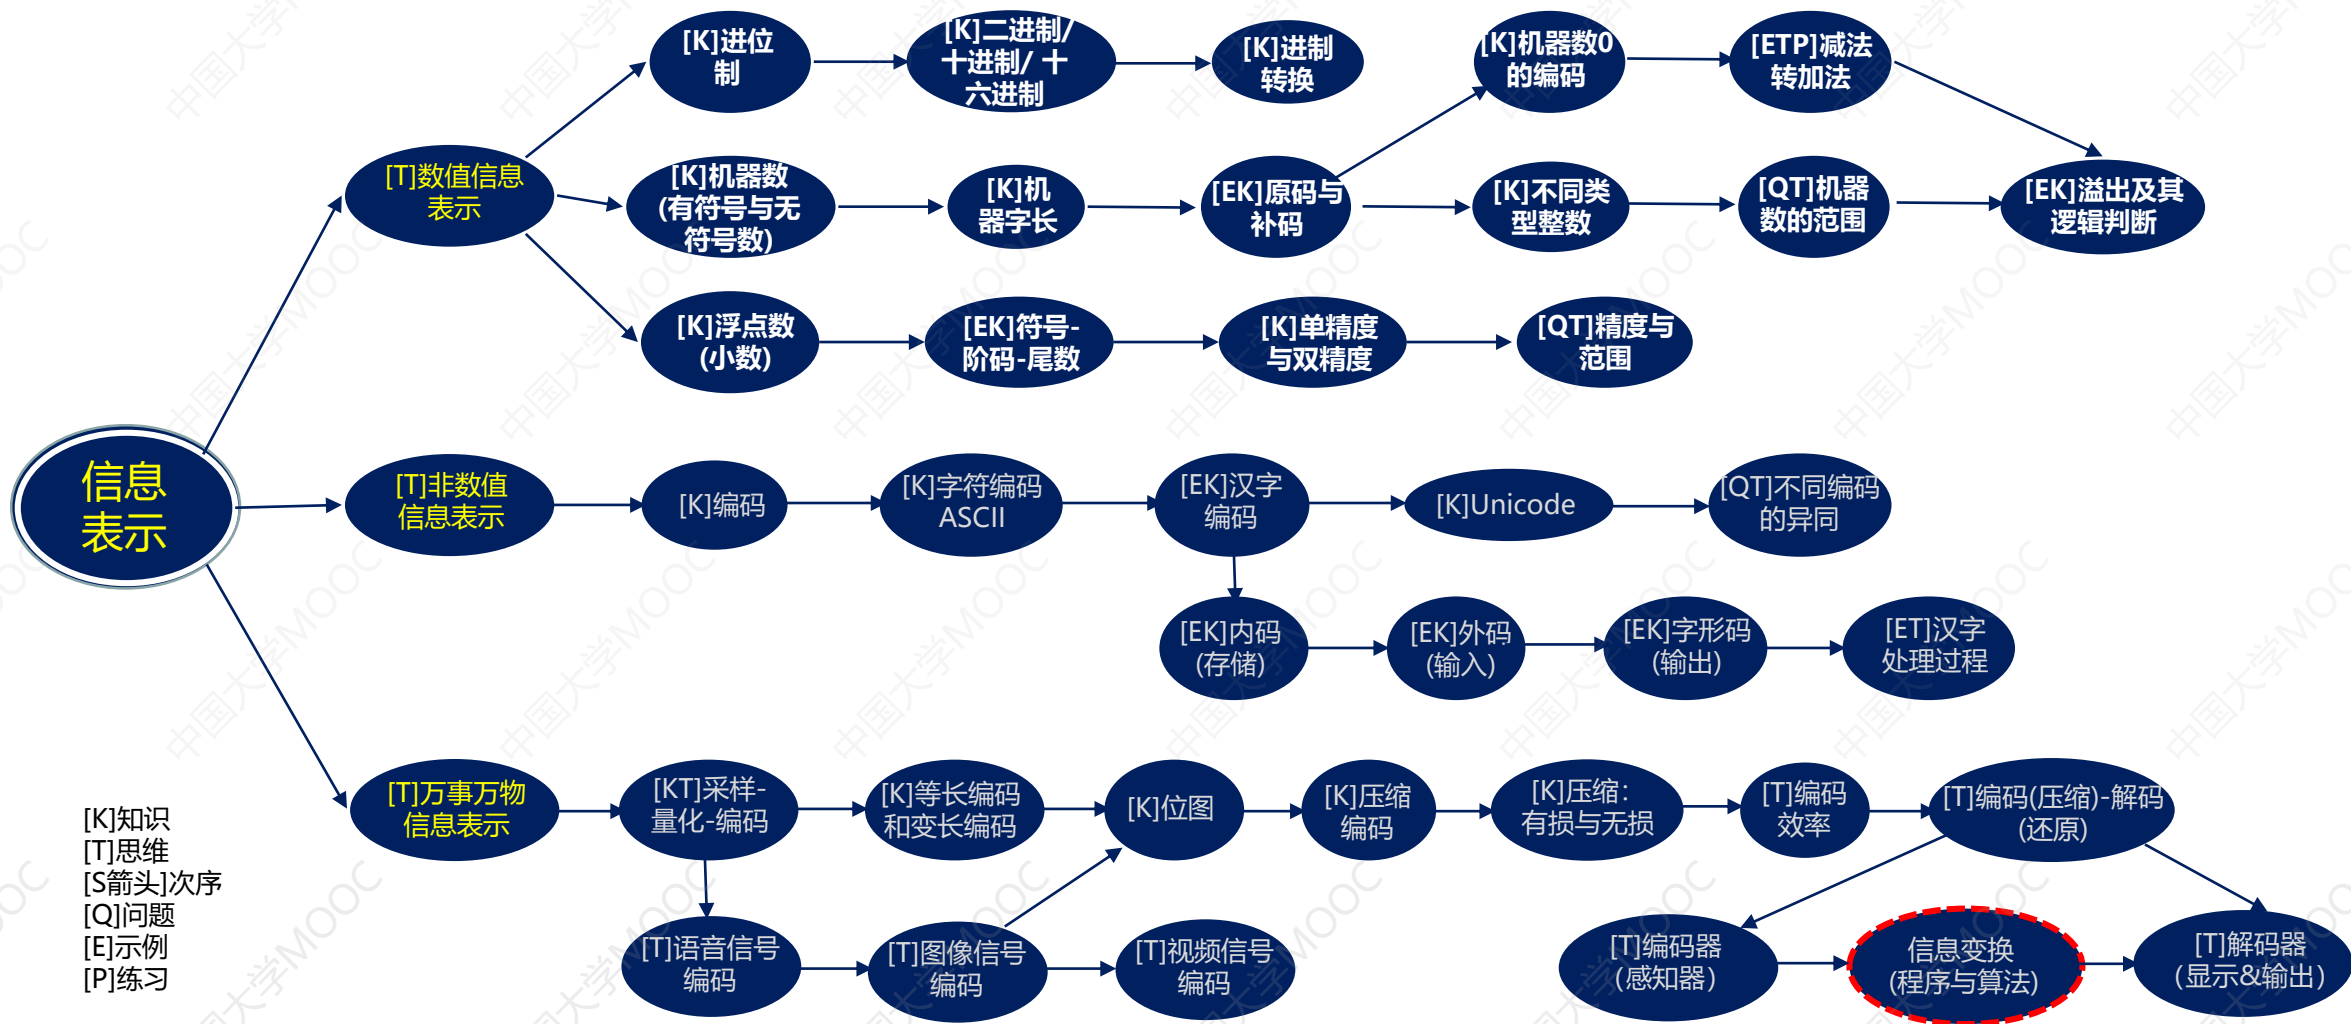 [K]进位
制
[K]二进制/
十进制/ 十
六进制
[K]进制
转换
[K]机器数0
的编码
[ETP]减法
转加法
[T]数值信息
表示
[K]机器数
(有符号与无
符号数)
[K]机
器字长
[EK]原码与
补码
[K]不同类
型整数
[QT]机器
数的范围
[EK]溢出及其
逻辑判断
[K]浮点数
(小数)
[EK]符号-
阶码-尾数
[K]单精度
与双精度
[QT]精度与
范围
信息
表示
[T]非数值
信息表示
[K]编码
[K]字符编码
ASCII
[EK]汉字
编码
[K]Unicode
[QT]不同编码
的异同
[EK]内码
(存储)
[EK]外码
(输入)
[EK]字形码
(输出)
[ET]汉字
处理过程
[T]万事万物
信息表示
[KT]采样-
量化-编码
[K]等长编码
和变长编码
[K]位图
[K]压缩
编码
[K]压缩：
有损与无损
[T]编码
效率
[T]编码(压缩)-解码
(还原)
[T]语音信号
编码
[T]图像信号
编码
[T]视频信号
编码
[T]编码器
（感知器）
信息变换
(程序与算法)
[T]解码器
（显示&输出）
[K]知识
[T]思维
[S箭头]次序
[Q]问题
[E]示例
[P]练习
中国大学MOOC